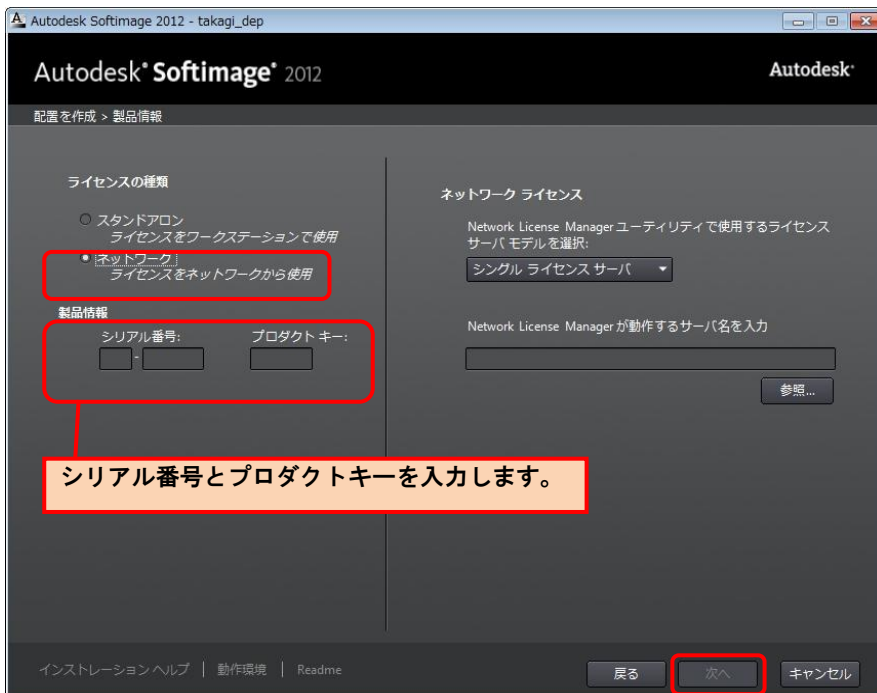 Autodesk Softimage 2012 - takagi_dep
Autodesk® Softimage® 2012
Autodesk®
配置を作成 > 製品情報
ライセンスの種類
スタンドアロン
ライセンスをワークステーションで使用
ネットワーク
ライセンスをネットワークから使用
製品情報
シリアル番号:
プロダクト キー:
-
シリアル番号とプロダクトキーを入力します。
ネットワーク ライセンス
Network License Manager ユーティリティで使用するライセンス
サーバ モデルを選択:
シングル ライセンス サーバ
Network License Manager が動作するサーバ名を入力
参照...
インストレーション ヘルプ | 動作環境 | Readme
戻る
次へ
キャンセル